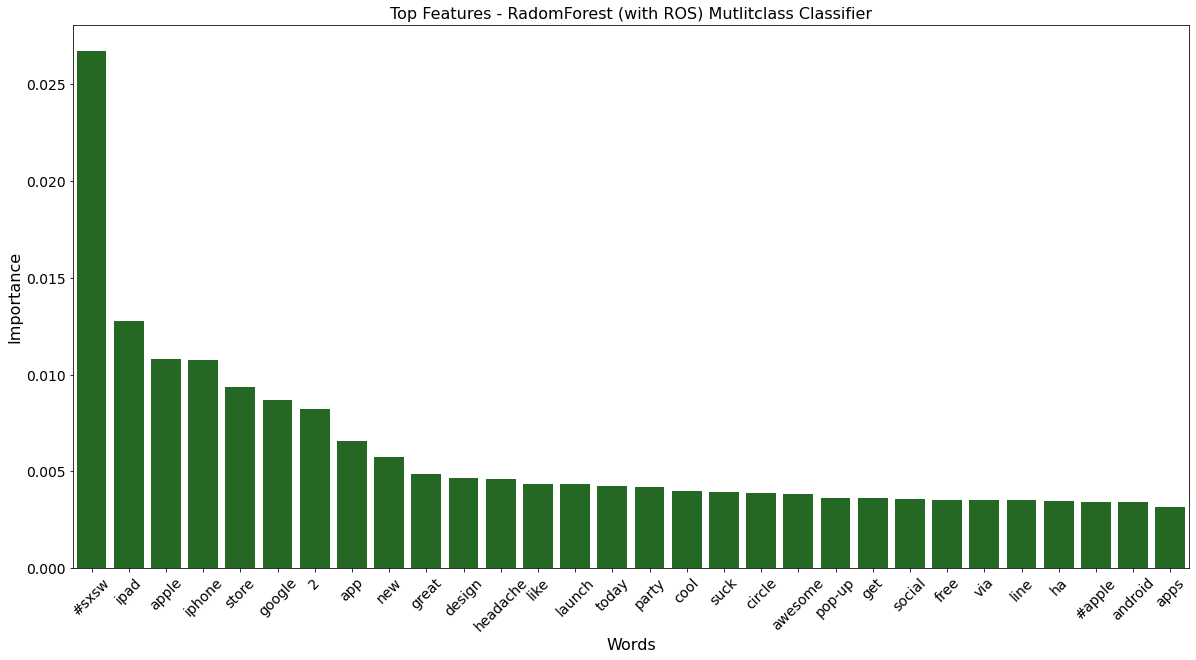 Top Features - RadomForest (with ROS) Mutlitclass Classifier
Importance
0.025
0.020
0.015
0.010
0.005
0.000
#sxsw ipad apple iphone store google 2 app new great design headache like launch today party cool suck circle awesome pop-up get social free via line ha #apple android apps
Words